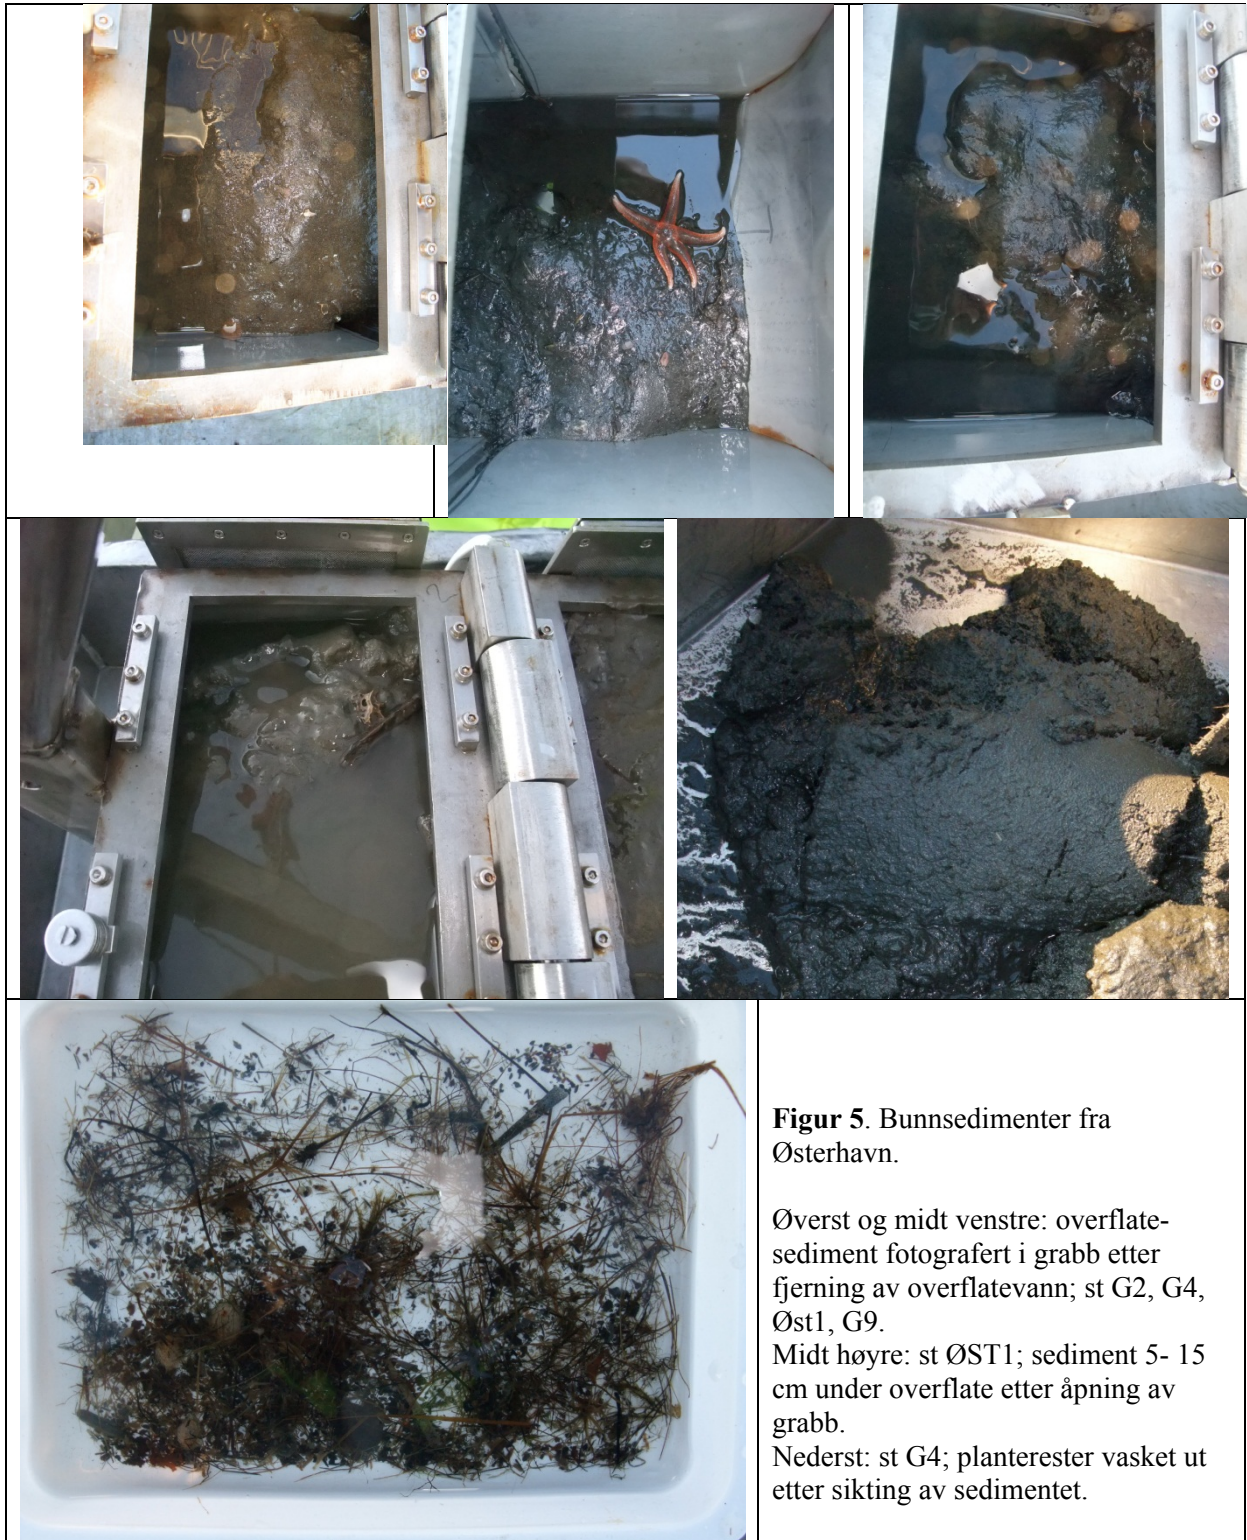 Figur 5. Bunnsedimenter fra
Østerhavn.
Øverst og midt venstre: overflate-
sediment fotografert i grabb etter
fjerning av overflatevann; st G2, G4,
Øst1, G9.
Midt høyre: st ØST1; sediment 5- 15
cm under overflate etter åpning av
grabb.
Nederst: st G4; planterester vasket ut
etter sikting av sedimentet.